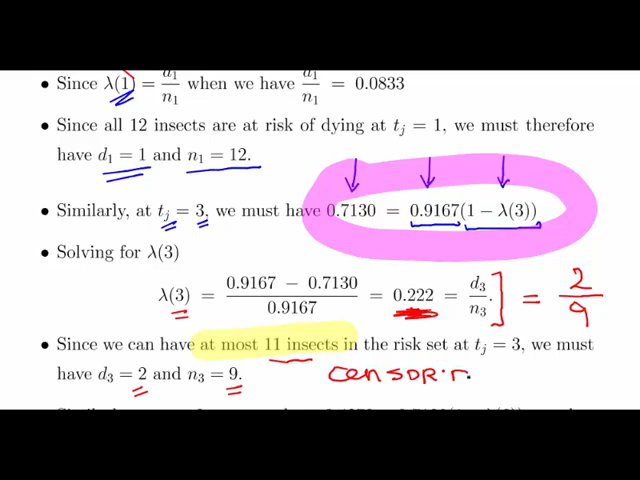 • Since λ(1) = d₁/n₁ when we have d₁/n₁ = 0.0833
• Since all 12 insects are at risk of dying at tⱼ = 1, we must therefore
have d₁ = 1 and n₁ = 12.
• Similarly, at tⱼ = 3, we must have 0.7130 = 0.9167(1 − λ(3))
• Solving for λ(3)
λ(3) = (0.9167 − 0.7130)/0.9167 = 0.222 = d₃/n₃. ] = 2/9
• Since we can have at most 11 insects in the risk set at tⱼ = 3, we must
have d₃ = 2 and n₃ = 9. censor